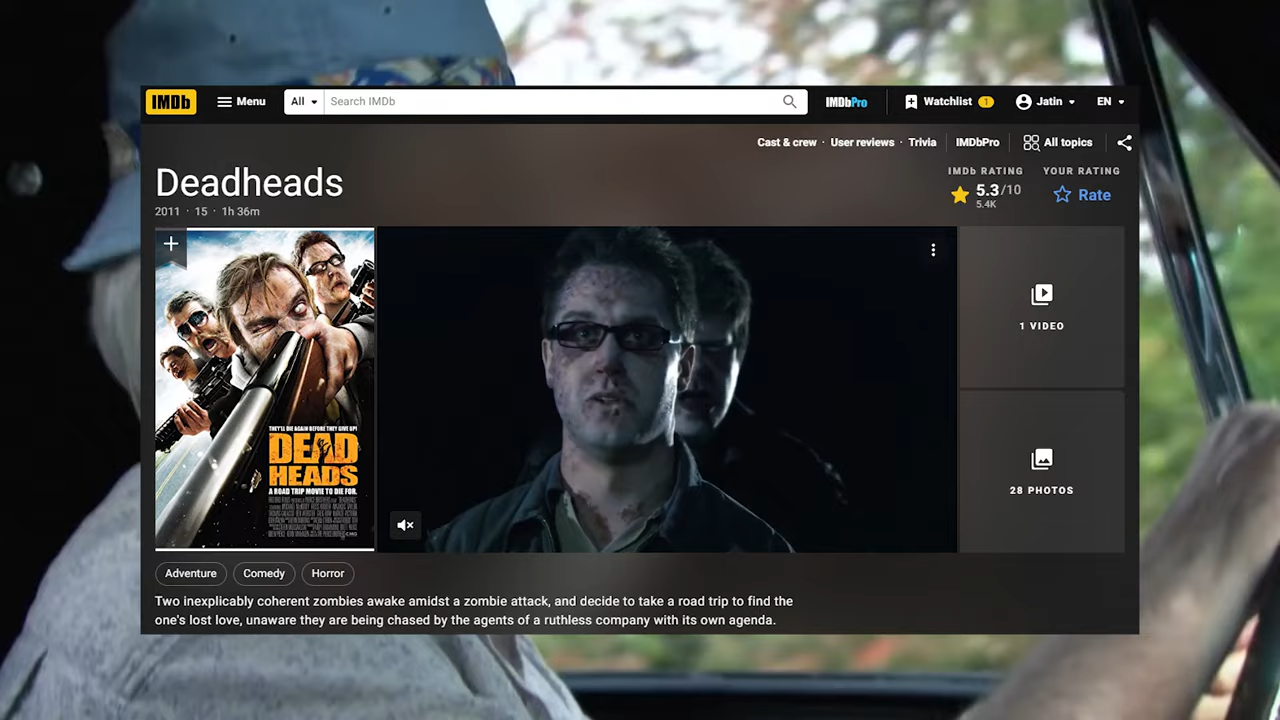 IMDb Menu All Search IMDb IMDbPro Watchlist 1 Jatin EN
Cast & crew · User reviews · Trivia IMDbPro All topics
Deadheads
2011 · 15 · 1h 36m
IMDb RATING YOUR RATING
5.3/10 Rate
5.4K
THEY'LL DIE AGAIN BEFORE THEY GIVE UP!
DEAD
HEADS
A ROAD TRIP MOVIE TO DIE FOR.
1 VIDEO
28 PHOTOS
Adventure Comedy Horror
Two inexplicably coherent zombies awake amidst a zombie attack, and decide to take a road trip to find the
one's lost love, unaware they are being chased by the agents of a ruthless company with its own agenda.